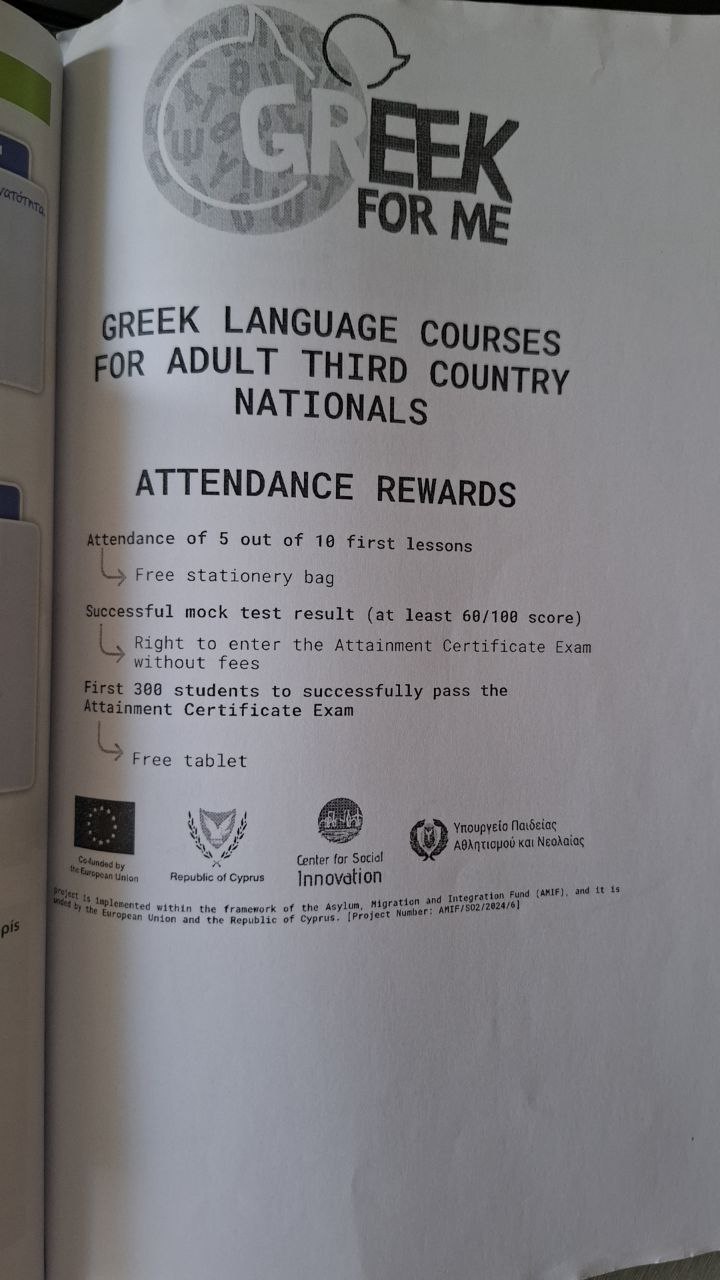 νατότητα
GREEK
FOR ME
GREEK LANGUAGE COURSES
FOR ADULT THIRD COUNTRY
NATIONALS
ATTENDANCE REWARDS
Attendance of 5 out of 10 first lessons
Free stationery bag
Successful mock test result (at least 60/100 score)
Right to enter the Attainment Certificate Exam
without fees
First 300 students to successfully pass the
Attainment Certificate Exam
Free tablet
Co-funded by
the European Union
Republic of Cyprus
Center for Social
Innovation
Υπουργείο Παιδείας
Αθλητισμού και Νεολαίας
project is implemented within the framework of the Asylum, Migration and Integration Fund (AMIF), and it is
by the European Union and the Republic of Cyprus. [Project Number: AMIF/SO2/2024/6]
ρίς